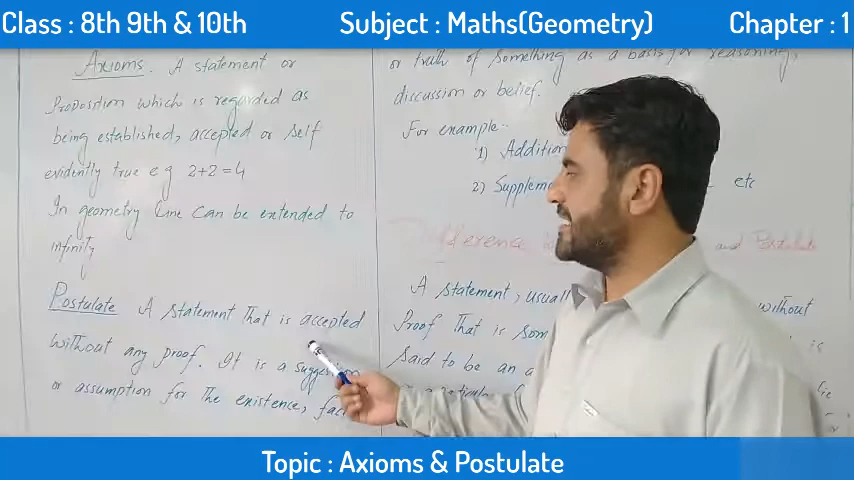 Class : 8th 9th & 10th
Subject : Maths(Geometry)
Chapter : 1
Axioms. A statement or
Proposition which is regarded as
being established, accepted or self
evidently true e g 2+2=4
In geometry Line can be extended to
infinity
Postulate A statement that is accepted
without any proof. It is a suggestion
or assumption for the existence, fac
or truth of something as a basis for reasoning,
discussion or belief.
For example:-
1) Addition
2) Suppleme
etc
Difference
and Postulate
A statement, usuall
without
Proof that is som
is
said to be an a
Topic : Axioms & Postulate